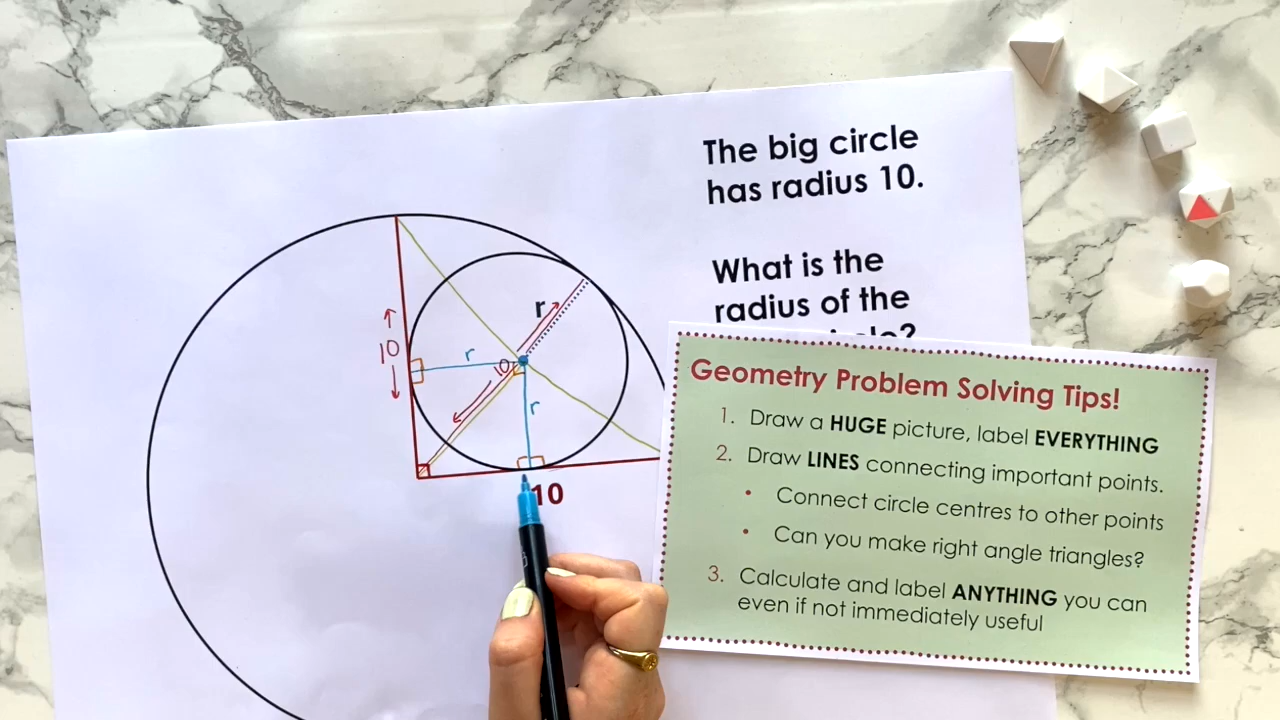 The big circle
has radius 10.
What is the
radius of the
r
10
r
10
r
10
Geometry Problem Solving Tips!
1. Draw a HUGE picture, label EVERYTHING
2. Draw LINES connecting important points.
• Connect circle centres to other points
• Can you make right angle triangles?
3. Calculate and label ANYTHING you can
even if not immediately useful